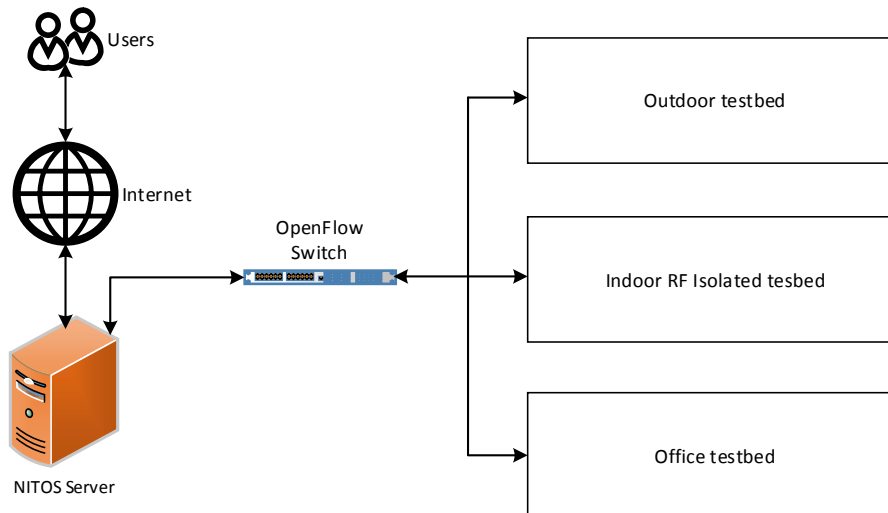 Users
Internet
OpenFlow
Switch
NITOS Server
Outdoor testbed
Indoor RF Isolated tesbed
Office testbed